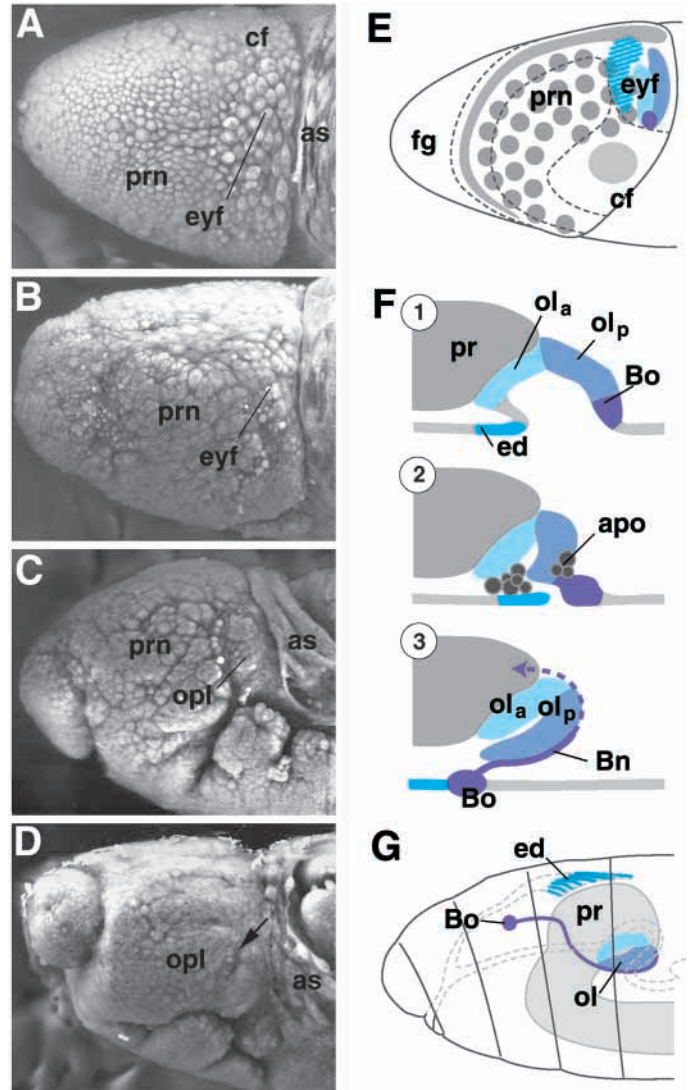 A
cf
as
prn
eyf
B
prn
eyf
C
prn
as
opl
D
opl
as
E
eyf
prn
fg
cf
F
1
ol a
ol p
pr
Bo
ed
2
apo
3
ol a ol p
Bn
Bo
G
ed
pr
Bo
ol